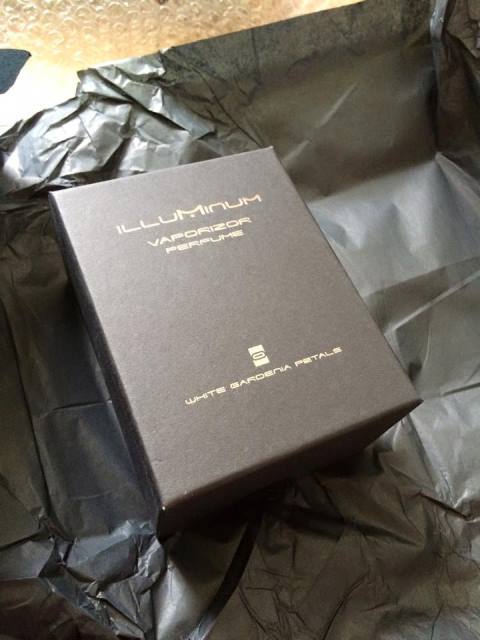 ILLUMINUM
VAPORIZOR
PERFUME
WHITE GARDENIA PETALS